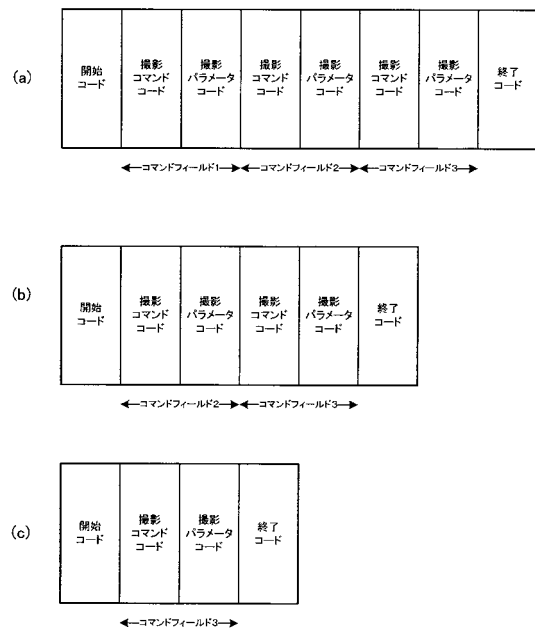 (a)
開始
コード
撮影
コマンド
コード
撮影
パラメータ
コード
撮影
コマンド
コード
撮影
パラメータ
コード
撮影
コマンド
コード
撮影
パラメータ
コード
終了
コード
コマンドフィールド1
コマンドフィールド2
コマンドフィールド3
(b)
開始
コード
撮影
コマンド
コード
撮影
パラメータ
コード
撮影
コマンド
コード
撮影
パラメータ
コード
終了
コード
コマンドフィールド2
コマンドフィールド3
(c)
開始
コード
撮影
コマンド
コード
撮影
パラメータ
コード
終了
コード
コマンドフィールド3